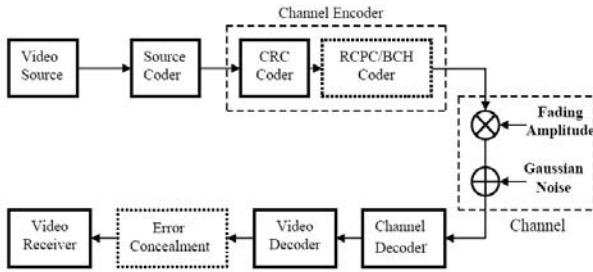 Channel Encoder
Video
Source
Source
Coder
CRC
Coder
RCPC/BCH
Coder
Fading
Amplitude
Gaussian
Noise
Channel
Video
Receiver
Error
Concealment
Video
Decoder
Channel
Decoder